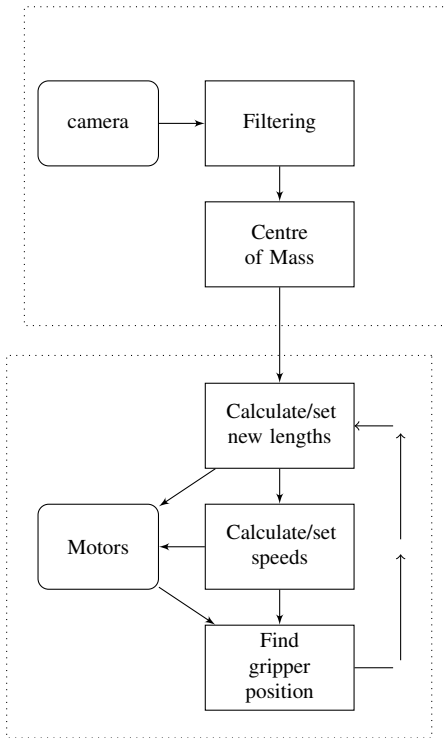 camera
Filtering
Centre
of Mass
Calculate/set
new lengths
Motors
Calculate/set
speeds
Find
gripper
position